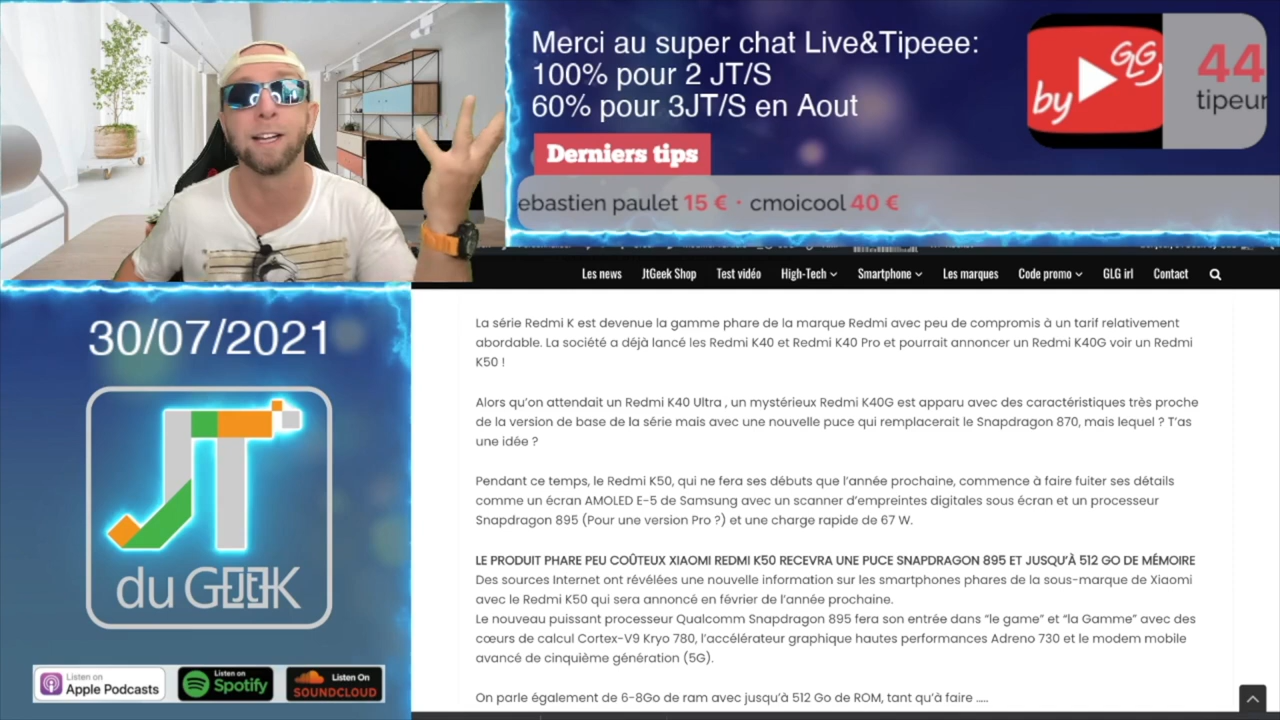 Merci au super chat Live&Tipeee:
100% pour 2 JT/S
60% pour 3JT/S en Aout
Derniers tips
ebastien paulet 15 € · cmoicool 40 €
by GLG
44
tipeur
Les news JtGeek Shop Test vidéo High-Tech Smartphone Les marques Code promo GLG irl Contact
30/07/2021
JT
du GEEK
Listen on
Apple Podcasts
Listen on
Spotify
Listen On
SOUNDCLOUD
La série Redmi K est devenue la gamme phare de la marque Redmi avec peu de compromis à un tarif relativement
abordable. La société a déjà lancé les Redmi K40 et Redmi K40 Pro et pourrait annoncer un Redmi K40G voir un Redmi
K50 !
Alors qu'on attendait un Redmi K40 Ultra , un mystérieux Redmi K40G est apparu avec des caractéristiques très proche
de la version de base de la série mais avec une nouvelle puce qui remplacerait le Snapdragon 870, mais lequel ? T'as
une idée ?
Pendant ce temps, le Redmi K50, qui ne fera ses débuts que l'année prochaine, commence à faire fuiter ses détails
comme un écran AMOLED E-5 de Samsung avec un scanner d'empreintes digitales sous écran et un processeur
Snapdragon 895 (Pour une version Pro ?) et une charge rapide de 67 W.
LE PRODUIT PHARE PEU COÛTEUX XIAOMI REDMI K50 RECEVRA UNE PUCE SNAPDRAGON 895 ET JUSQU'À 512 GO DE MÉMOIRE
Des sources Internet ont révélées une nouvelle information sur les smartphones phares de la sous-marque de Xiaomi
avec le Redmi K50 qui sera annoncé en février de l'année prochaine.
Le nouveau puissant processeur Qualcomm Snapdragon 895 fera son entrée dans “le game” et “la Gamme” avec des
cœurs de calcul Cortex-V9 Kryo 780, l'accélérateur graphique hautes performances Adreno 730 et le modem mobile
avancé de cinquième génération (5G).
On parle également de 6-8Go de ram avec jusqu'à 512 Go de ROM, tant qu'à faire .....